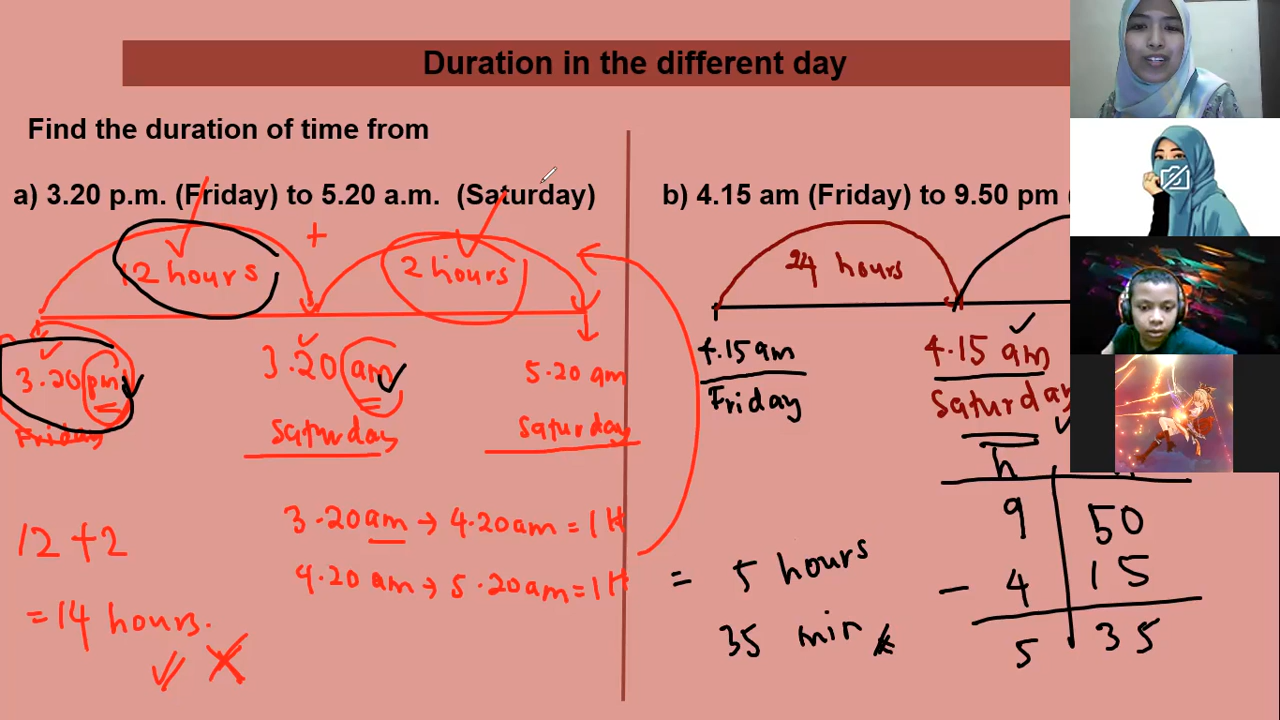 Duration in the different day
Find the duration of time from
a) 3.20 p.m. (Friday) to 5.20 a.m. (Saturday)
12 hours + 2 hours
3.20 pm
Friday
3.20 am
Saturday
5.20 am
Saturday
3.20 am → 4.20 am = 1 H
4.20 am → 5.20 am = 1 H
12 + 2
= 14 hours.
b) 4.15 am (Friday) to 9.50 pm (
24 hours
4.15 am
Friday
4.15 am
Saturday
h
9 50
- 4 15
5 35
= 5 hours
35 min